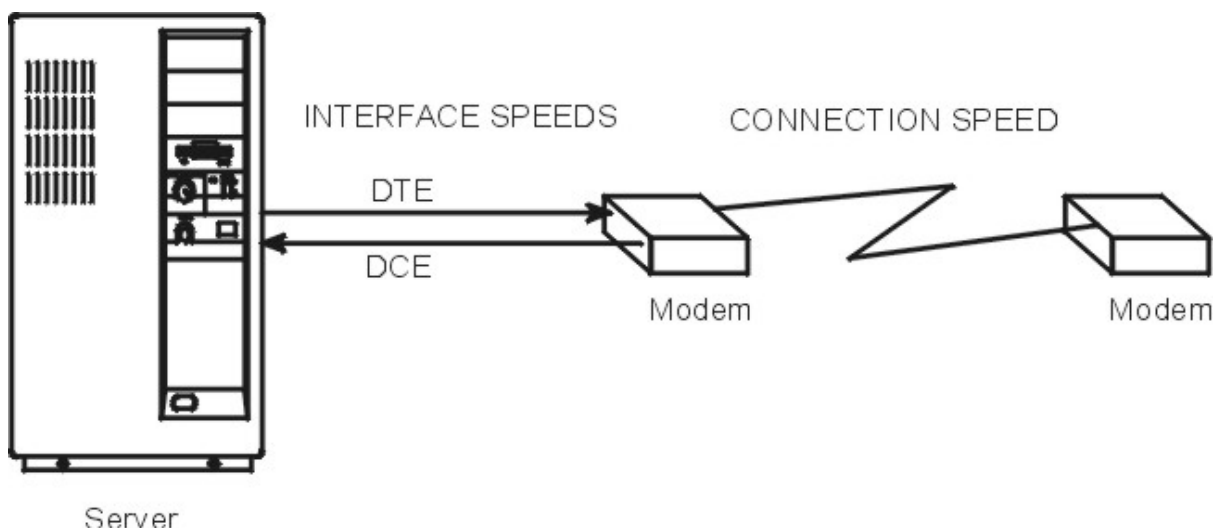 INTERFACE SPEEDS
CONNECTION SPEED
DTE
DCE
Modem
Modem
Server